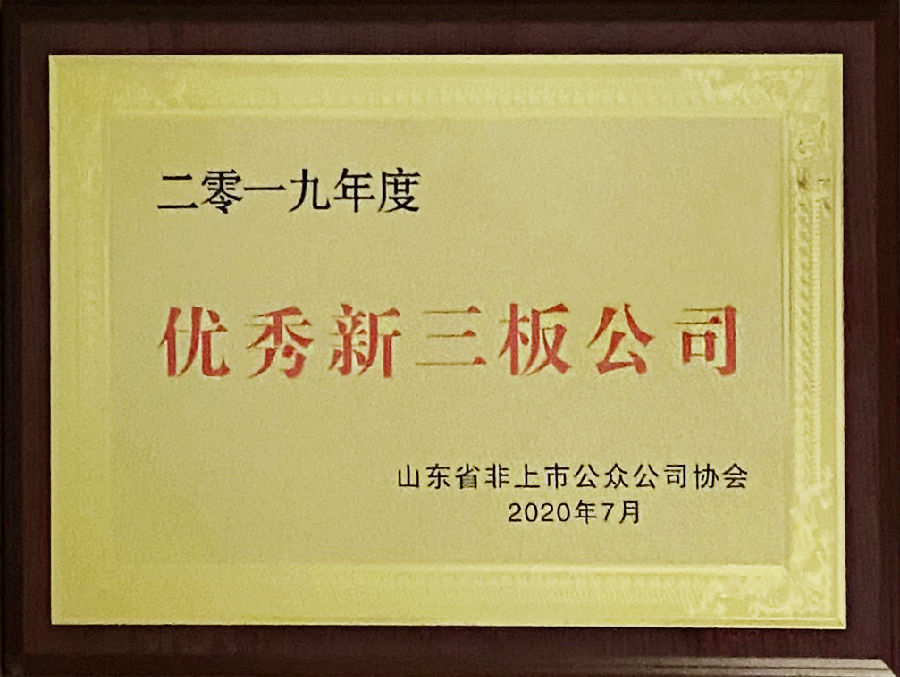 二零一九年度
优秀新三板公司
山东省非上市公众公司协会
2020年7月